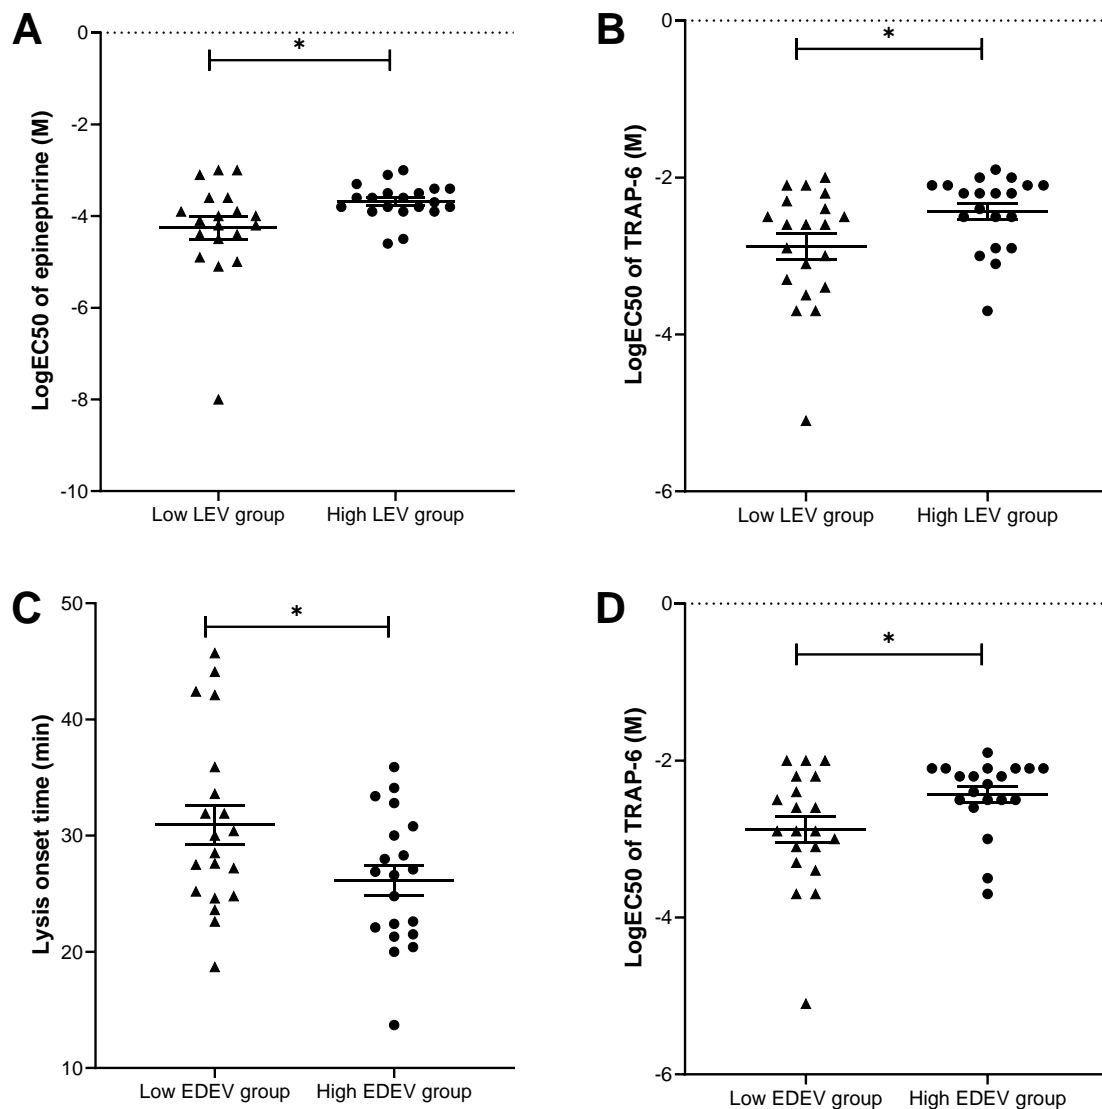 A
0
-2
-4
-6
-8
-10
LogEC50 of epinephrine (M)
*
Low LEV group
High LEV group
B
0
-2
-4
-6
LogEC50 of TRAP-6 (M)
*
Low LEV group
High LEV group
C
50
40
30
20
10
Lysis onset time (min)
*
Low EDEV group
High EDEV group
D
0
-2
-4
-6
LogEC50 of TRAP-6 (M)
*
Low EDEV group
High EDEV group